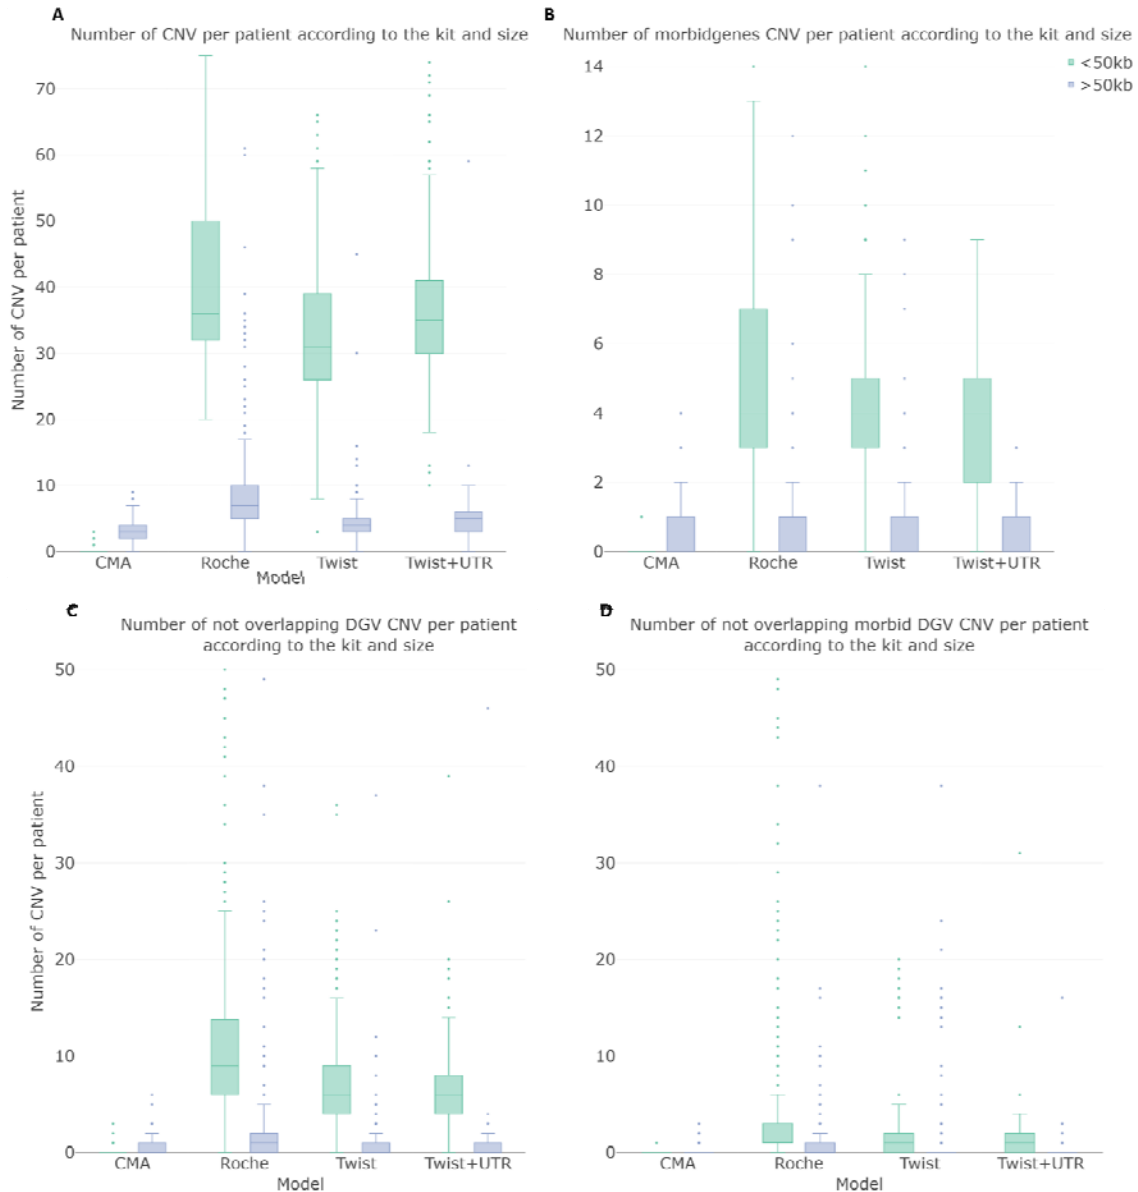 A
Number of CNV per patient according to the kit and size
Number of CNV per patient
70
60
50
40
30
20
10
0
CMA
Roche
Twist
Twist+UTR
Model
B
Number of morbidgenes CNV per patient according to the kit and size
<50kb
>50kb
14
12
10
8
6
4
2
0
CMA
Roche
Twist
Twist+UTR
C
Number of not overlapping DGV CNV per patient
according to the kit and size
Number of CNV per patient
50
40
30
20
10
0
CMA
Roche
Twist
Twist+UTR
Model
D
Number of not overlapping morbid DGV CNV per patient
according to the kit and size
50
40
30
20
10
0
CMA
Roche
Twist
Twist+UTR
Model